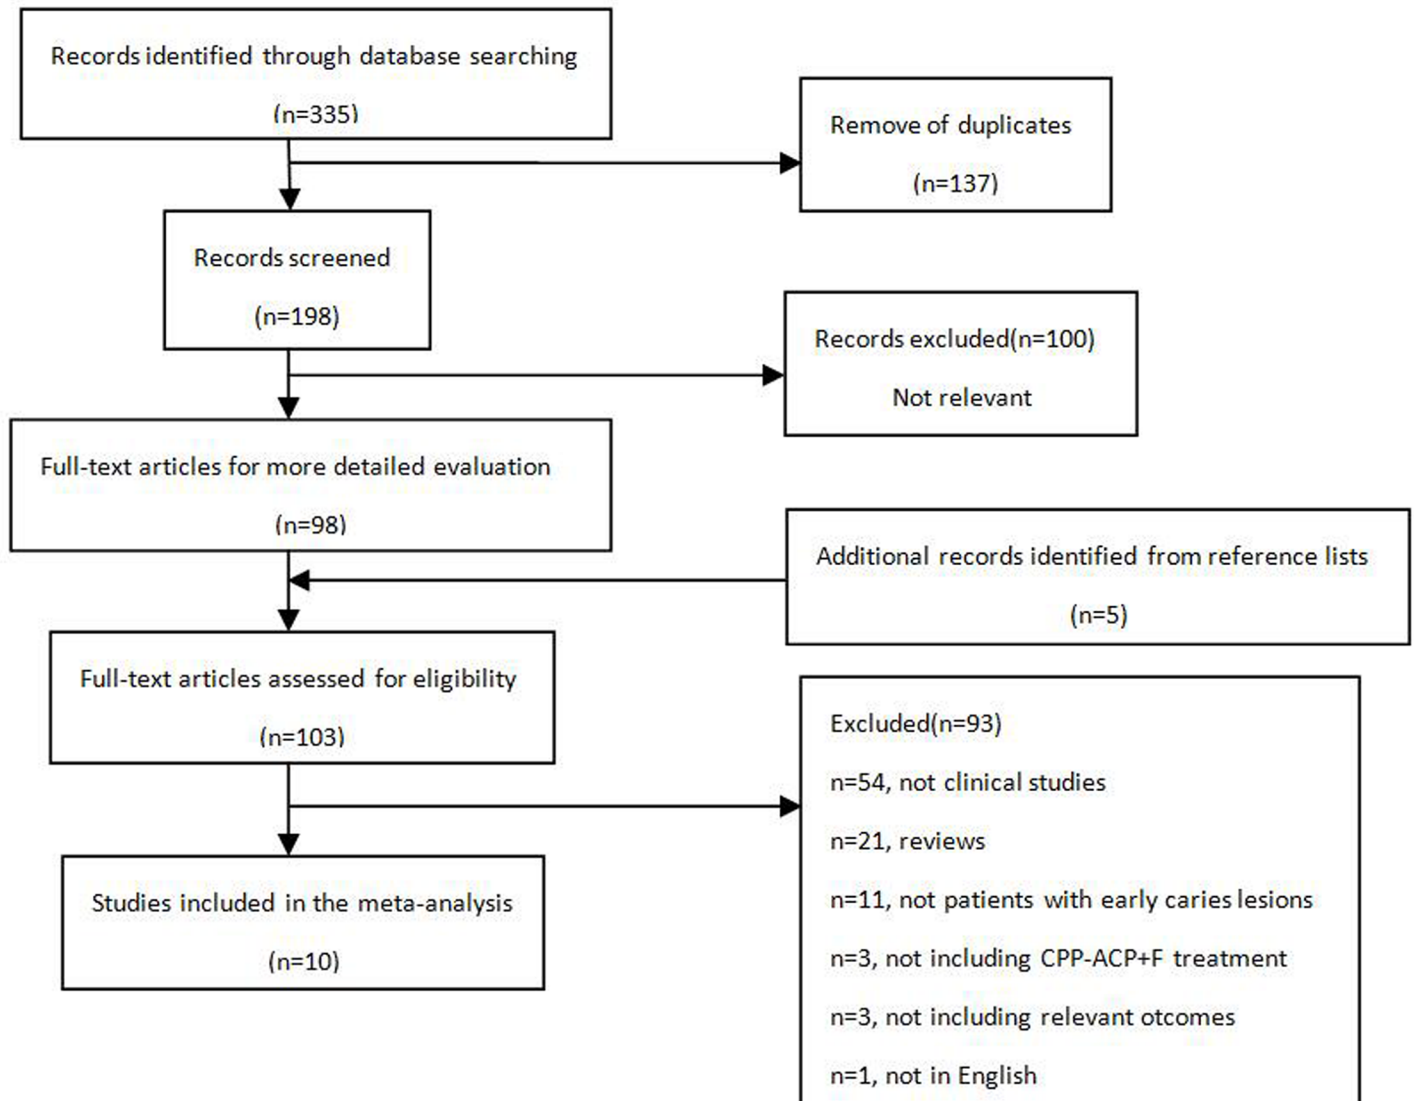 Records identified through database searching
(n=335)
Remove of duplicates
(n=137)
Records screened
(n=198)
Records excluded(n=100)
Not relevant
Full-text articles for more detailed evaluation
(n=98)
Additional records identified from reference lists
(n=5)
Full-text articles assessed for eligibility
(n=103)
Excluded(n=93)
n=54, not clinical studies
n=21, reviews
n=11, not patients with early caries lesions
n=3, not including CPP-ACP+F treatment
n=3, not including relevant otcomes
n=1, not in English
Studies included in the meta-analysis
(n=10)